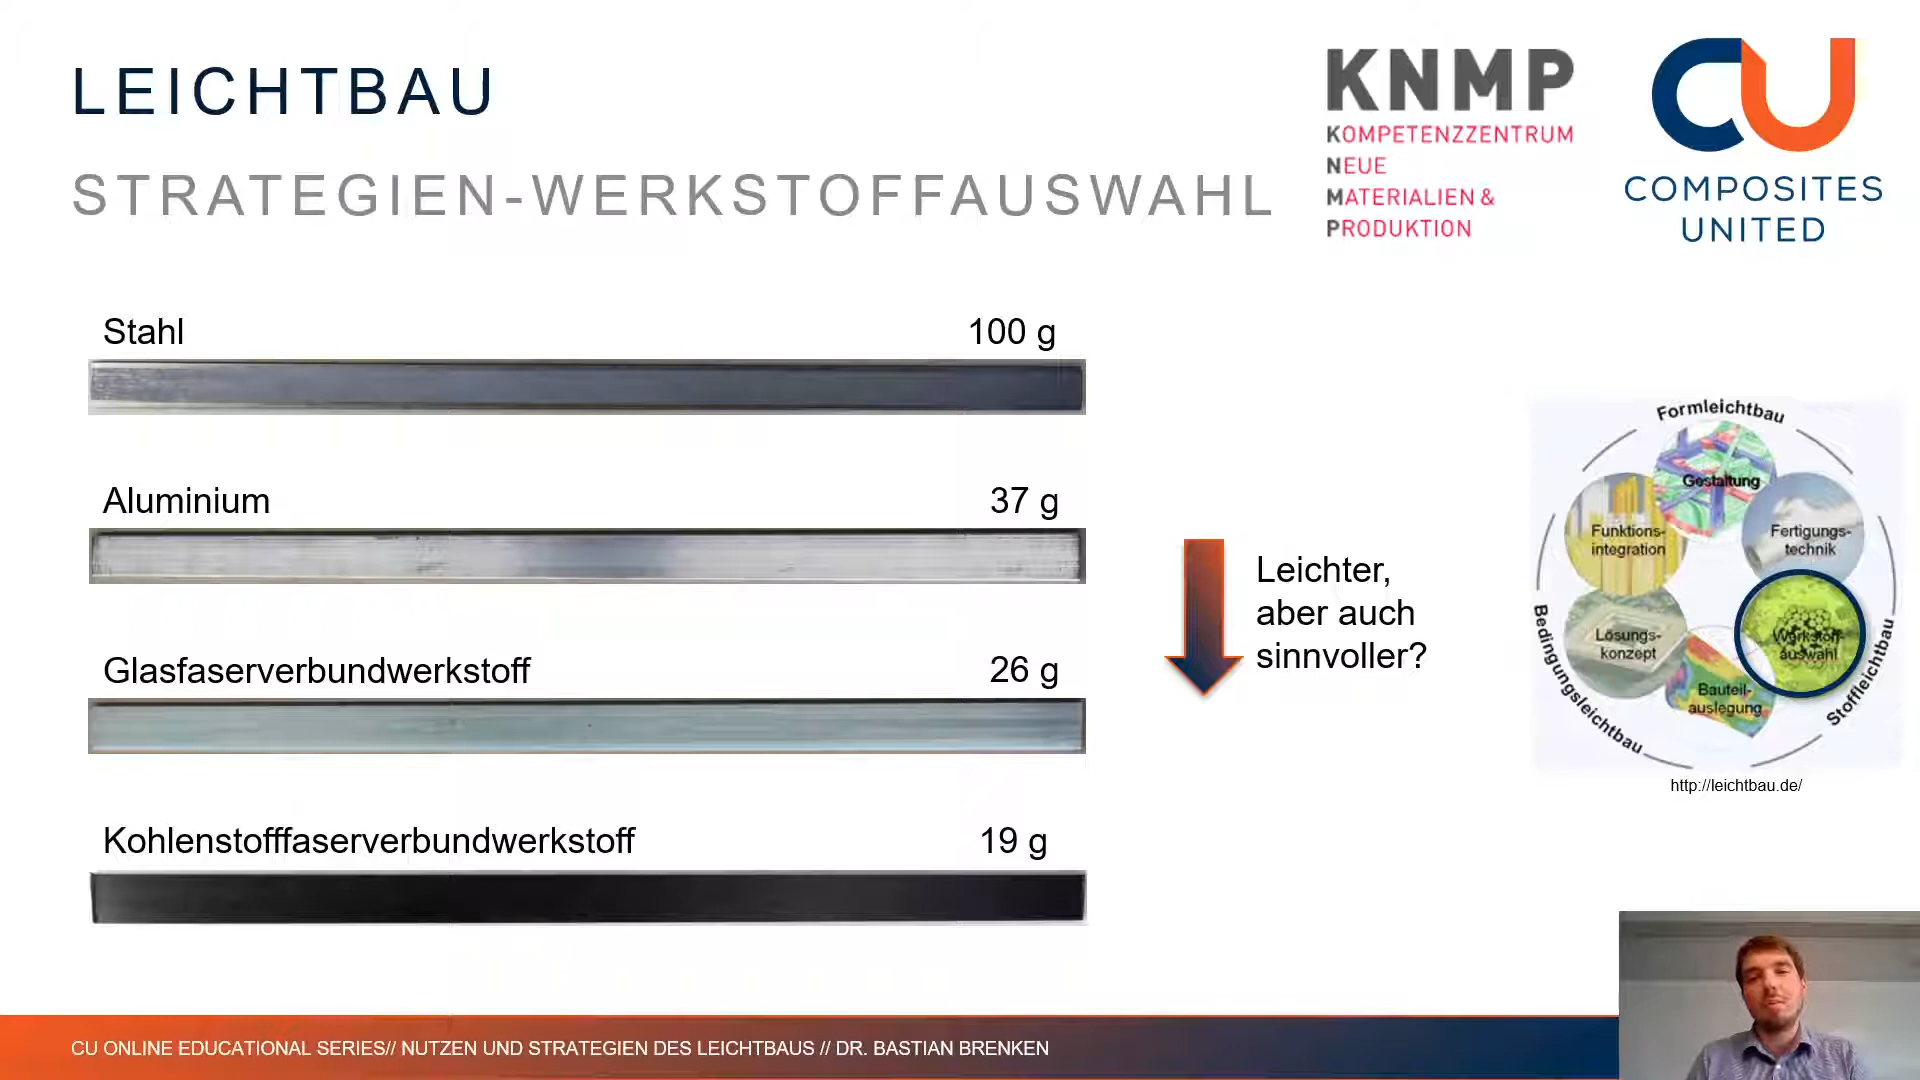 LEICHTBAU
STRATEGIEN-WERKSTOFFAUSWAHL
KNMP
KOMPETENZZENTRUM
NEUE
MATERIALIEN &
PRODUKTION
CU
COMPOSITES
UNITED
Stahl 100 g
Aluminium 37 g
Glasfaserverbundwerkstoff 26 g
Kohlenstofffaserverbundwerkstoff 19 g
Leichter,
aber auch
sinnvoller?
Formleichtbau
Gestaltung
Funktions-
integration
Fertigungs-
technik
Lösungs-
konzept
Werkstoff-
auswahl
Bauteil-
auslegung
Bedingungsleichtbau
Stoffleichtbau
http://leichtbau.de/
CU ONLINE EDUCATIONAL SERIES// NUTZEN UND STRATEGIEN DES LEICHTBAUS // DR. BASTIAN BRENKEN